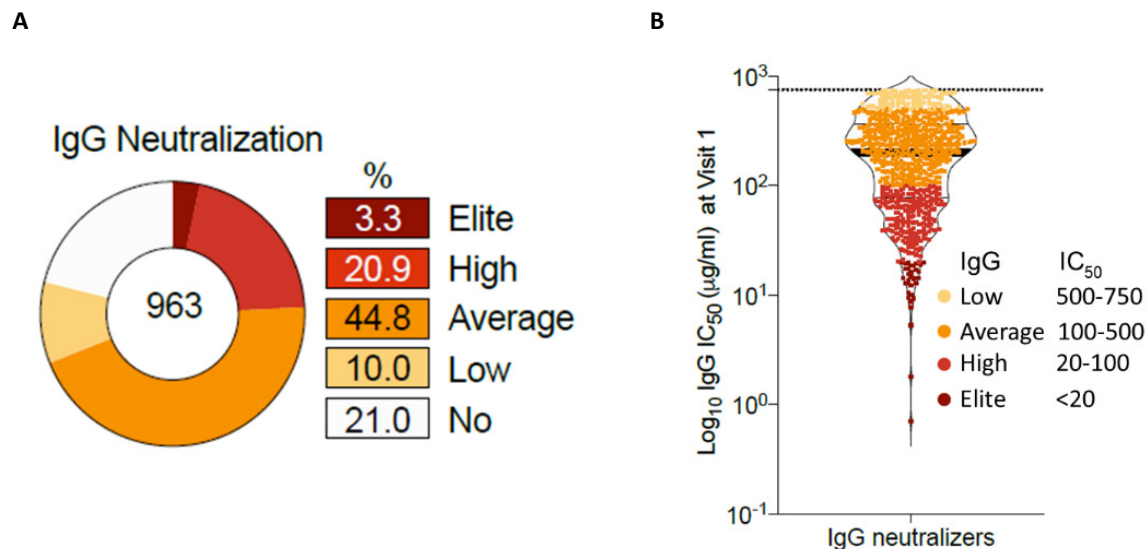 A
IgG Neutralization
963
%
3.3 Elite
20.9 High
44.8 Average
10.0 Low
21.0 No
B
Log₁₀ IgG IC₅₀ (µg/ml) at Visit 1
10³
10²
10¹
10⁰
10⁻¹
IgG IC₅₀
Low 500-750
Average 100-500
High 20-100
Elite <20
IgG neutralizers